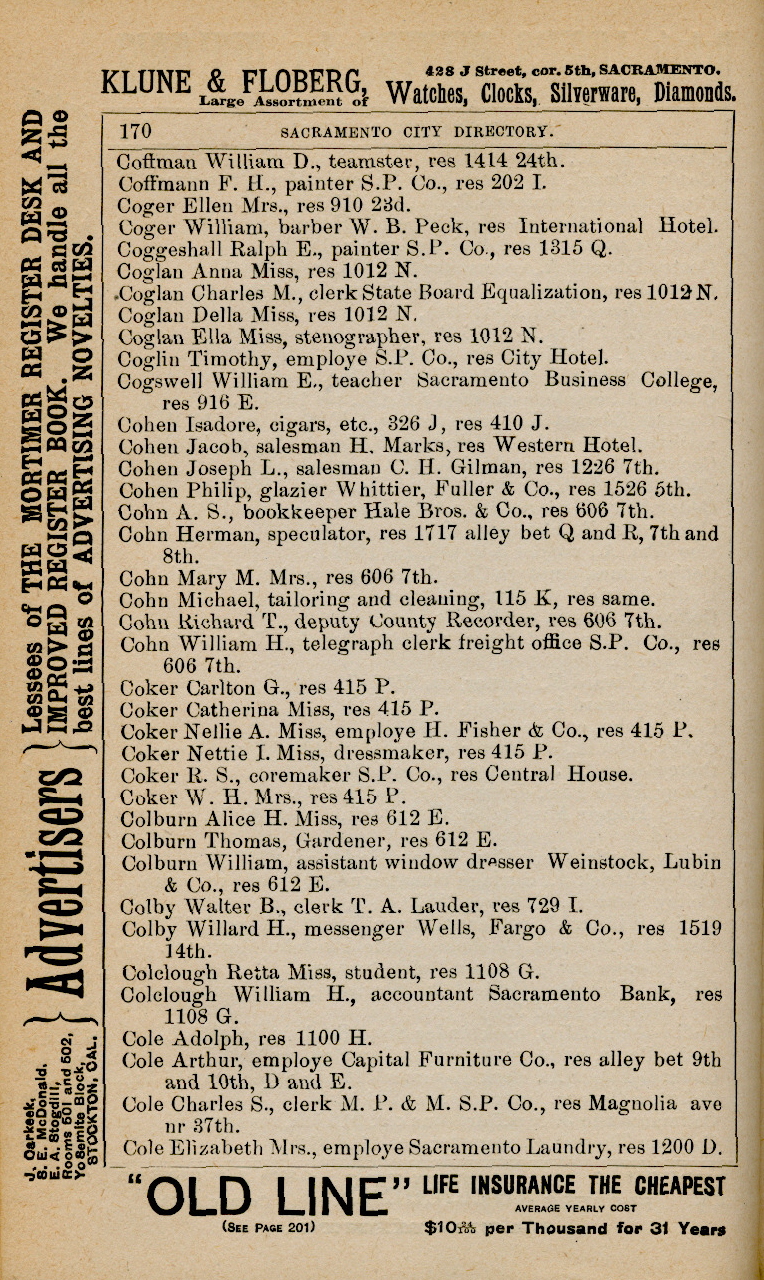 KLUNE & FLOBERG,
Large Assortment of
428 J Street, cor. 5th, SACRAMENTO.
Watches, Clocks, Silverware, Diamonds.
170 SACRAMENTO CITY DIRECTORY.
Coffman William D., teamster, res 1414 24th.
Coffmann F. H., painter S.P. Co., res 202 I.
Coger Ellen Mrs., res 910 23d.
Coger William, barber W. B. Peck, res International Hotel.
Coggeshall Ralph E., painter S.P. Co., res 1315 Q.
Coglan Anna Miss, res 1012 N.
Coglan Charles M., clerk State Board Equalization, res 1012 N.
Coglan Della Miss, res 1012 N.
Coglan Ella Miss, stenographer, res 1012 N.
Coglin Timothy, employe S.P. Co., res City Hotel.
Cogswell William E., teacher Sacramento Business College,
res 916 E.
Cohen Isadore, cigars, etc., 326 J, res 410 J.
Cohen Jacob, salesman H. Marks, res Western Hotel.
Cohen Joseph L., salesman C. H. Gilman, res 1226 7th.
Cohen Philip, glazier Whittier, Fuller & Co., res 1526 5th.
Cohn A. S., bookkeeper Hale Bros. & Co., res 606 7th.
Cohn Herman, speculator, res 1717 alley bet Q and R, 7th and
8th.
Cohn Mary M. Mrs., res 606 7th.
Cohn Michael, tailoring and cleaning, 115 K, res same.
Cohn Richard T., deputy County Recorder, res 606 7th.
Cohn William H., telegraph clerk freight office S.P. Co., res
606 7th.
Coker Carlton G., res 415 P.
Coker Catherina Miss, res 415 P.
Coker Nellie A. Miss, employe H. Fisher & Co., res 415 P.
Coker Nettie I. Miss, dressmaker, res 415 P.
Coker R. S., coremaker S.P. Co., res Central House.
Coker W. H. Mrs., res 415 P.
Colburn Alice H. Miss, res 612 E.
Colburn Thomas, Gardener, res 612 E.
Colburn William, assistant window dresser Weinstock, Lubin
& Co., res 612 E.
Colby Walter B., clerk T. A. Lauder, res 729 I.
Colby Willard H., messenger Wells, Fargo & Co., res 1519
14th.
Colclough Retta Miss, student, res 1108 G.
Colclough William H., accountant Sacramento Bank, res
1108 G.
Cole Adolph, res 1100 H.
Cole Arthur, employe Capital Furniture Co., res alley bet 9th
and 10th, D and E.
Cole Charles S., clerk M. P. & M. S.P. Co., res Magnolia ave
nr 37th.
Cole Elizabeth Mrs., employe Sacramento Laundry, res 1200 D.
J. Carkeek,
S. E. McDonald,
E. A. Stogdill,
Rooms 501 and 502,
Yosemite Block,
STOCKTON, CAL.
} Advertisers {
Lessees of THE MORTIMER REGISTER DESK AND
IMPROVED REGISTER BOOK. We handle all the
best lines of ADVERTISING NOVELTIES.
"OLD LINE"
(SEE PAGE 201)
LIFE INSURANCE THE CHEAPEST
AVERAGE YEARLY COST
$10 per Thousand for 31 Years